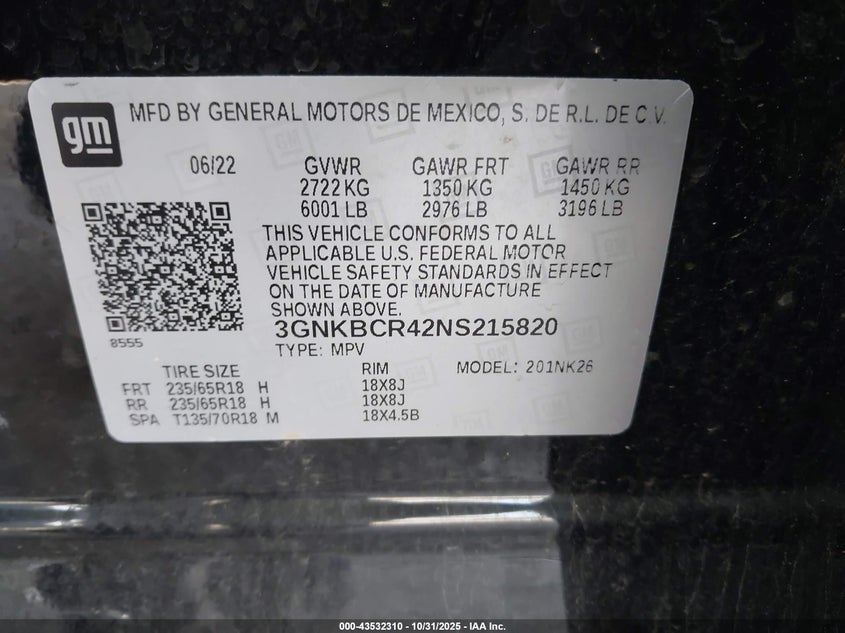 gm
MFD BY GENERAL MOTORS DE MEXICO, S. DE R.L. DE C.V.
06/22 GVWR GAWR FRT GAWR RR
2722 KG 1350 KG 1450 KG
6001 LB 2976 LB 3196 LB
THIS VEHICLE CONFORMS TO ALL
APPLICABLE U.S. FEDERAL MOTOR
VEHICLE SAFETY STANDARDS IN EFFECT
ON THE DATE OF MANUFACTURE
SHOWN ABOVE.
3GNKBCR42NS215820
8555
TYPE: MPV
TIRE SIZE RIM MODEL: 201NK26
FRT 235/65R18 H 18X8J
RR 235/65R18 H 18X8J
SPA T135/70R18 M 18X4.5B
000-43532310 - 10/31/2025 - IAA Inc.